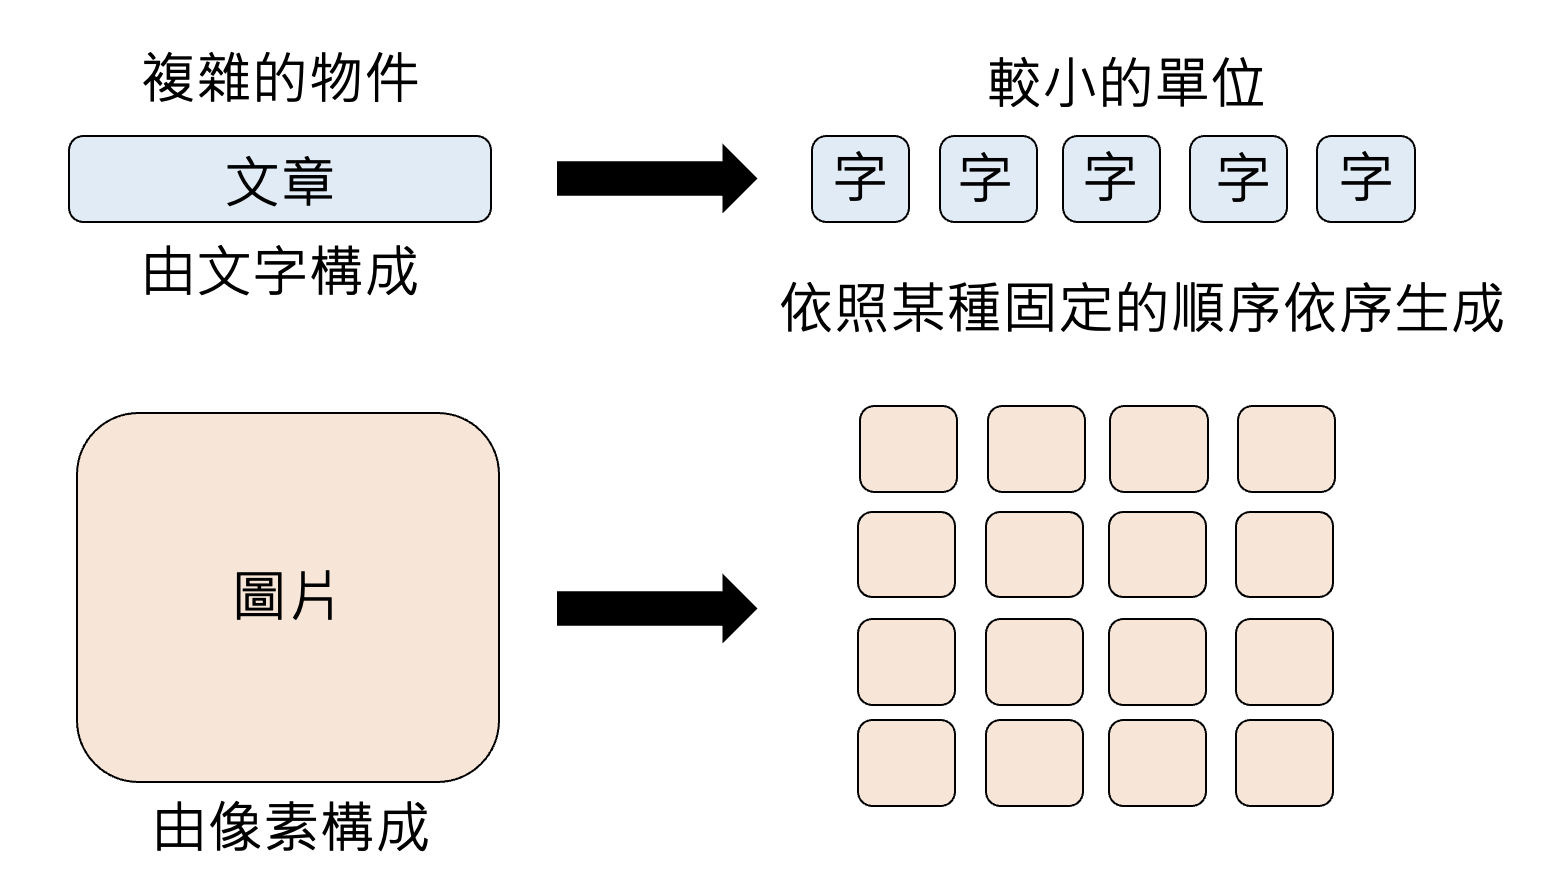 複雜的物件
較小的單位
文章
字 字 字 字 字
由文字構成
依照某種固定的順序依序生成
圖片
由像素構成